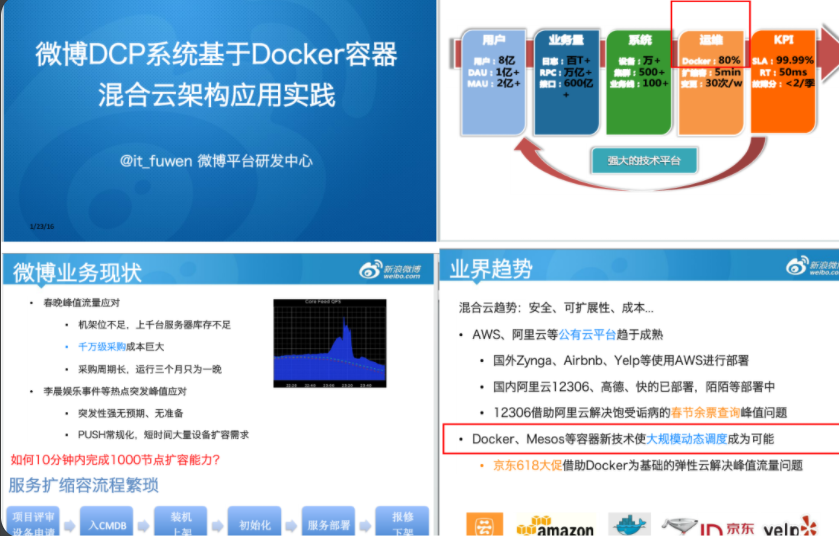 微博DCP系统基于Docker容器
混合云架构应用实践
@it_fuwen 微博平台研发中心
1/23/16
用户
用户：8亿
DAU：1亿+
MAU：2亿+
业务量
日志：百T+
RPC：万亿+
接口：600亿
+
系统
设备：万+
集群：500+
业务线：100+
运维
Docker：80%
扩缩容：5min
变更：30次/w
KPI
SLA：99.99%
RT：50ms
故障分：<2/季
强大的技术平台
微博业务现状
新浪微博
weibo.com
• 春晚峰值流量应对
• 机架位不足，上千台服务器库存不足
• 千万级采购成本巨大
• 采购周期长，运行三个月只为一晚
• 李晨娱乐事件等热点突发峰值应对
• 突发性强无预期、无准备
• PUSH常规化，短时间大量设备扩容需求
Core Feed QPS
如何10分钟内完成1000节点扩容能力?
服务扩缩容流程繁琐
项目评审
设备申请
入CMDB
装机
上架
初始化
服务部署
报修
下架
业界趋势
新浪微博
weibo.com
混合云趋势：安全、可扩展性、成本...
• AWS、阿里云等公有云平台趋于成熟
• 国外Zynga、Airbnb、Yelp等使用AWS进行部署
• 国内阿里云12306、高德、快的已部署，陌陌等部署中
• 12306借助阿里云解决饱受诟病的春节余票查询峰值问题
• Docker、Mesos等容器新技术使大规模动态调度成为可能
• 京东618大促借助Docker为基础的弹性云解决峰值流量问题
amazon
JD 京东
yelp